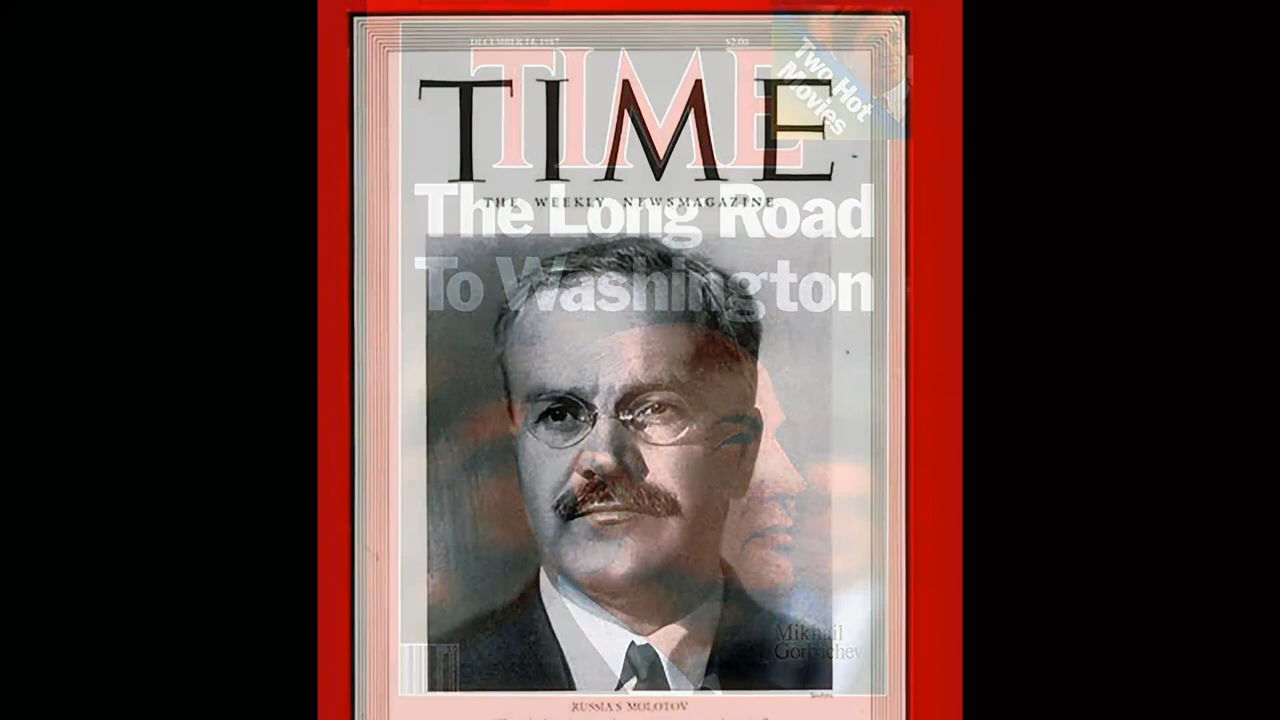 DECEMBER 14, 1987 $2.00
TIME
TIME
Two Hot
Movies
THE WEEKLY NEWSMAGAZINE
The Long Road
To Washington
Mikhail
Gorbachev
RUSSIA'S MOLOTOV